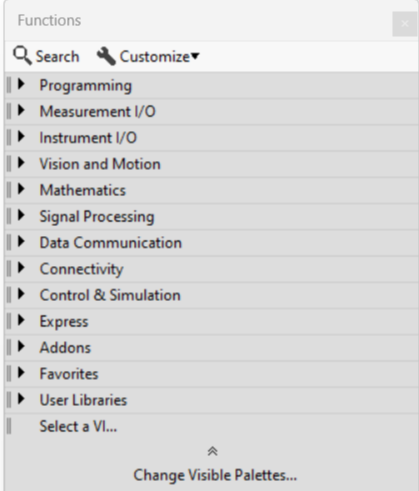 Functions
Search Customize
Programming
Measurement I/O
Instrument I/O
Vision and Motion
Mathematics
Signal Processing
Data Communication
Connectivity
Control & Simulation
Express
Addons
Favorites
User Libraries
Select a VI...
Change Visible Palettes...